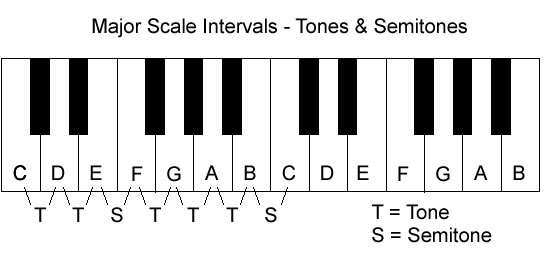 Major Scale Intervals - Tones & Semitones
C D E F G A B C D E F G A B
T T S T T T S
T = Tone
S = Semitone